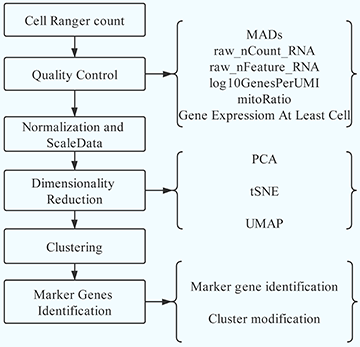 Cell Ranger count
Quality Control
MADs
raw_nCount_RNA
raw_nFeature_RNA
log10GenesPerUMI
mitoRatio
Gene Expressiom At Least Cell
Normalization and
ScaleData
Dimensionality
Reduction
PCA
tSNE
UMAP
Clustering
Marker Genes
Identification
Marker gene identification
Cluster modification